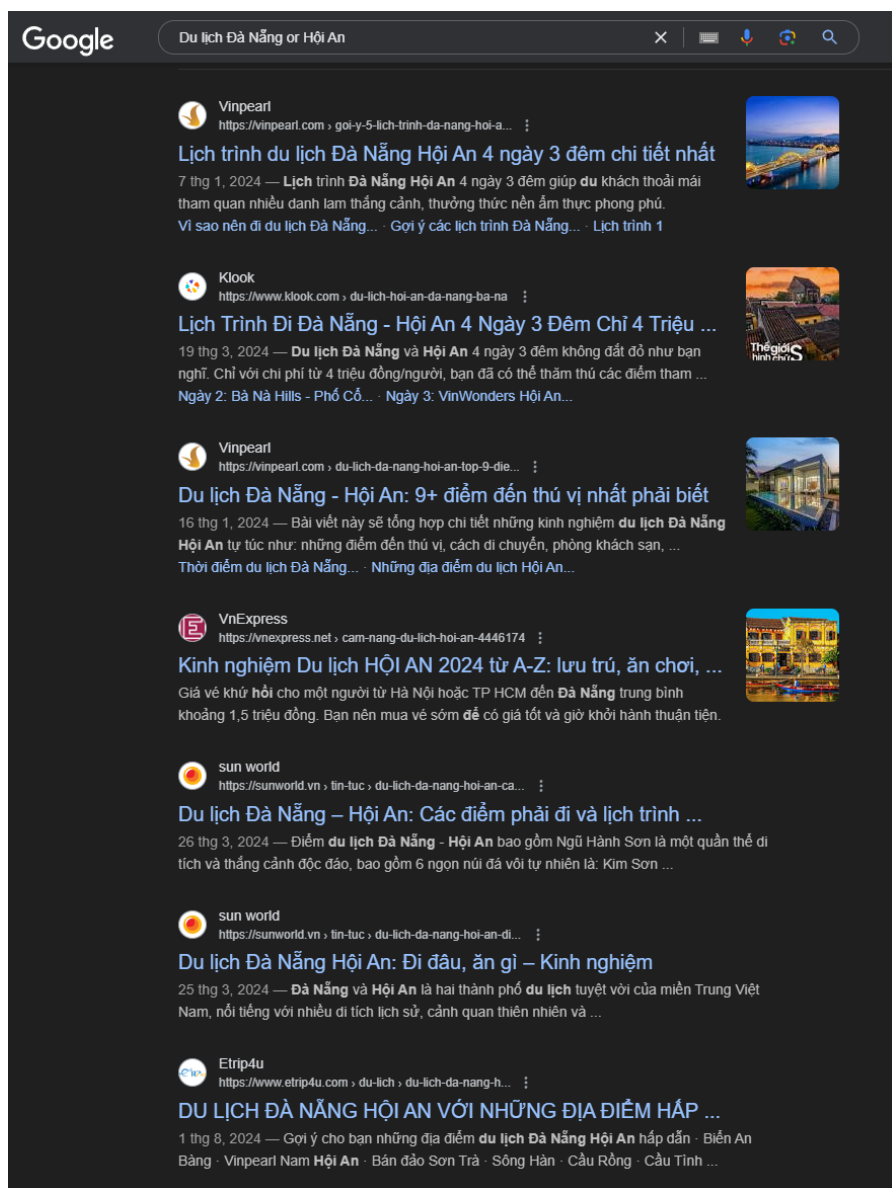 Google
Du lịch Đà Nẵng or Hội An
Vinpearl
https://vinpearl.com › goi-y-5-lich-trinh-da-nang-hoi-a...
Lịch trình du lịch Đà Nẵng Hội An 4 ngày 3 đêm chi tiết nhất
7 thg 1, 2024 — Lịch trình Đà Nẵng Hội An 4 ngày 3 đêm giúp du khách thoải mái
tham quan nhiều danh lam thắng cảnh, thưởng thức nền ẩm thực phong phú.
Vì sao nên đi du lịch Đà Nẵng... · Gợi ý các lịch trình Đà Nẵng... · Lịch trình 1
Klook
https://www.klook.com › du-lich-hoi-an-da-nang-ba-na
Lịch Trình Đi Đà Nẵng - Hội An 4 Ngày 3 Đêm Chỉ 4 Triệu ...
19 thg 3, 2024 — Du lịch Đà Nẵng và Hội An 4 ngày 3 đêm không đắt đỏ như bạn
nghĩ. Chỉ với chi phí từ 4 triệu đồng/người, bạn đã có thể thăm thú các điểm tham ...
Ngày 2: Bà Nà Hills - Phố Cổ... · Ngày 3: VinWonders Hội An...
Thế giới
hình chữ S
Vinpearl
https://vinpearl.com › du-lich-da-nang-hoi-an-top-9-die...
Du lịch Đà Nẵng - Hội An: 9+ điểm đến thú vị nhất phải biết
16 thg 1, 2024 — Bài viết này sẽ tổng hợp chi tiết những kinh nghiệm du lịch Đà Nẵng
Hội An tự túc như: những điểm đến thú vị, cách di chuyển, phòng khách sạn, ...
Thời điểm du lịch Đà Nẵng... · Những địa điểm du lịch Hội An...
VnExpress
https://vnexpress.net › cam-nang-du-lich-hoi-an-4446174
Kinh nghiệm Du lịch HỘI AN 2024 từ A-Z: lưu trú, ăn chơi, ...
Giá vé khứ hồi cho một người từ Hà Nội hoặc TP HCM đến Đà Nẵng trung bình
khoảng 1,5 triệu đồng. Bạn nên mua vé sớm để có giá tốt và giờ khởi hành thuận tiện.
sun world
https://sunworld.vn › tin-tuc › du-lich-da-nang-hoi-an-ca...
Du lịch Đà Nẵng – Hội An: Các điểm phải đi và lịch trình ...
26 thg 3, 2024 — Điểm du lịch Đà Nẵng - Hội An bao gồm Ngũ Hành Sơn là một quần thể di
tích và thắng cảnh độc đáo, bao gồm 6 ngọn núi đá vôi tự nhiên là: Kim Sơn ...
sun world
https://sunworld.vn › tin-tuc › du-lich-da-nang-hoi-an-di...
Du lịch Đà Nẵng Hội An: Đi đâu, ăn gì – Kinh nghiệm
25 thg 3, 2024 — Đà Nẵng và Hội An là hai thành phố du lịch tuyệt vời của miền Trung Việt
Nam, nổi tiếng với nhiều di tích lịch sử, cảnh quan thiên nhiên và ...
Etrip4u
https://www.etrip4u.com › du-lich › du-lich-da-nang-h...
DU LỊCH ĐÀ NẴNG HỘI AN VỚI NHỮNG ĐỊA ĐIỂM HẤP ...
1 thg 8, 2024 — Gợi ý cho bạn những địa điểm du lịch Đà Nẵng Hội An hấp dẫn · Biển An
Bàng · Vinpearl Nam Hội An · Bán đảo Sơn Trà · Sông Hàn · Cầu Rồng · Cầu Tình ...